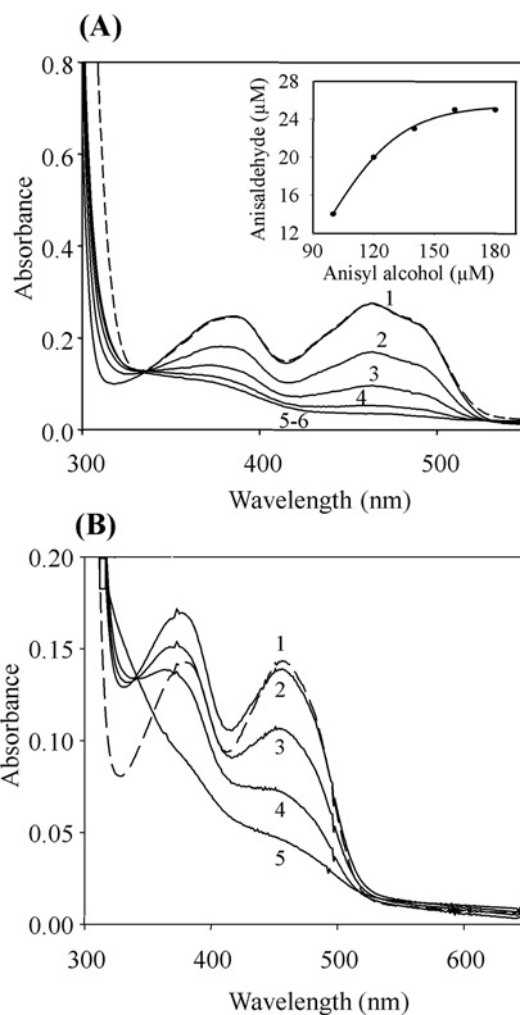 (A)
0.8
0.6
0.4
0.2
0.0
Absorbance
28
24
20
16
12
Anisaldehyde (µM)
90 120 150 180
Anisyl alcohol (µM)
1
2
3
4
5-6
300 400 500
Wavelength (nm)
(B)
0.20
0.15
0.10
0.05
0.00
Absorbance
1
2
3
4
5
300 400 500 600
Wavelength (nm)